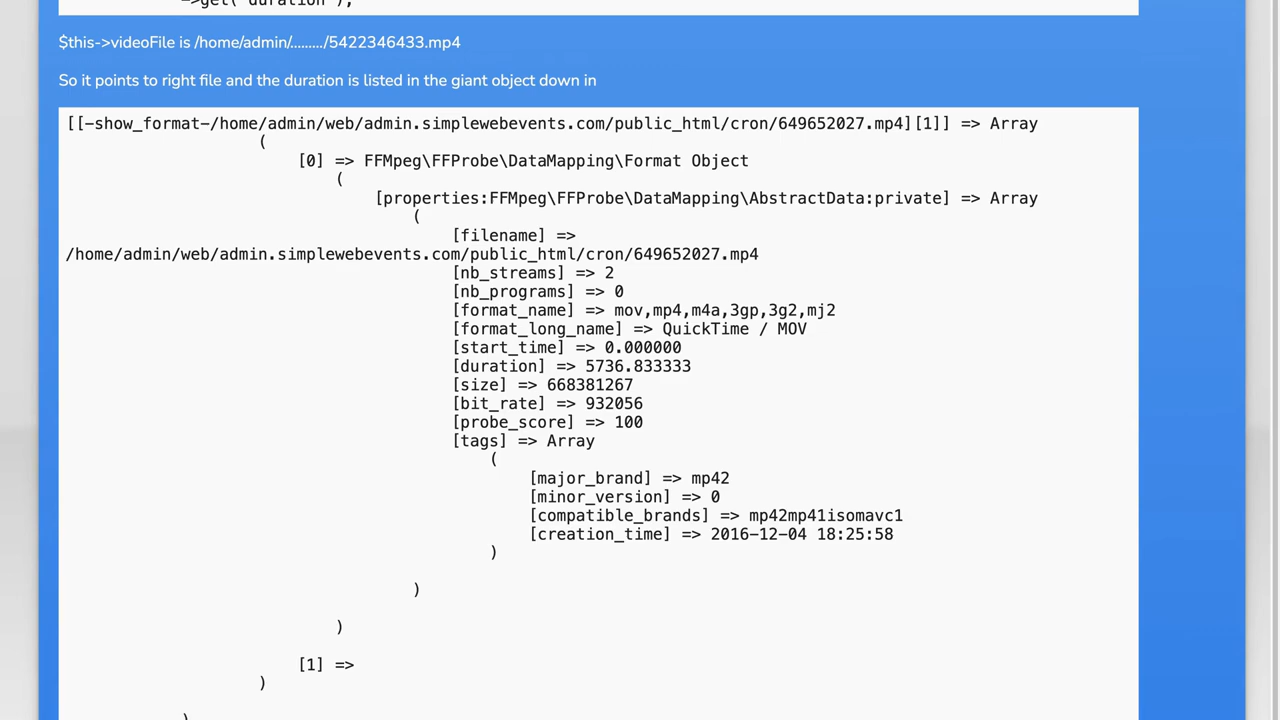 ->get('duration');
$this->videoFile is /home/admin/........./5422346433.mp4
So it points to right file and the duration is listed in the giant object down in
[[-show_format-/home/admin/web/admin.simplewebevents.com/public_html/cron/649652027.mp4][1]] => Array
(
[0] => FFMpeg\FFProbe\DataMapping\Format Object
(
[properties:FFMpeg\FFProbe\DataMapping\AbstractData:private] => Array
(
[filename] =>
/home/admin/web/admin.simplewebevents.com/public_html/cron/649652027.mp4
[nb_streams] => 2
[nb_programs] => 0
[format_name] => mov,mp4,m4a,3gp,3g2,mj2
[format_long_name] => QuickTime / MOV
[start_time] => 0.000000
[duration] => 5736.833333
[size] => 668381267
[bit_rate] => 932056
[probe_score] => 100
[tags] => Array
(
[major_brand] => mp42
[minor_version] => 0
[compatible_brands] => mp42mp41isomavc1
[creation_time] => 2016-12-04 18:25:58
)
)
)
[1] =>
)
)